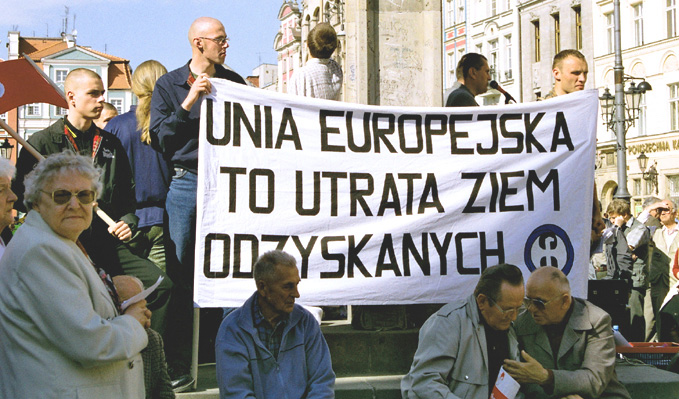 UNIA EUROPEJSKA
TO UTRATA ZIEM
ODZYSKANYCH